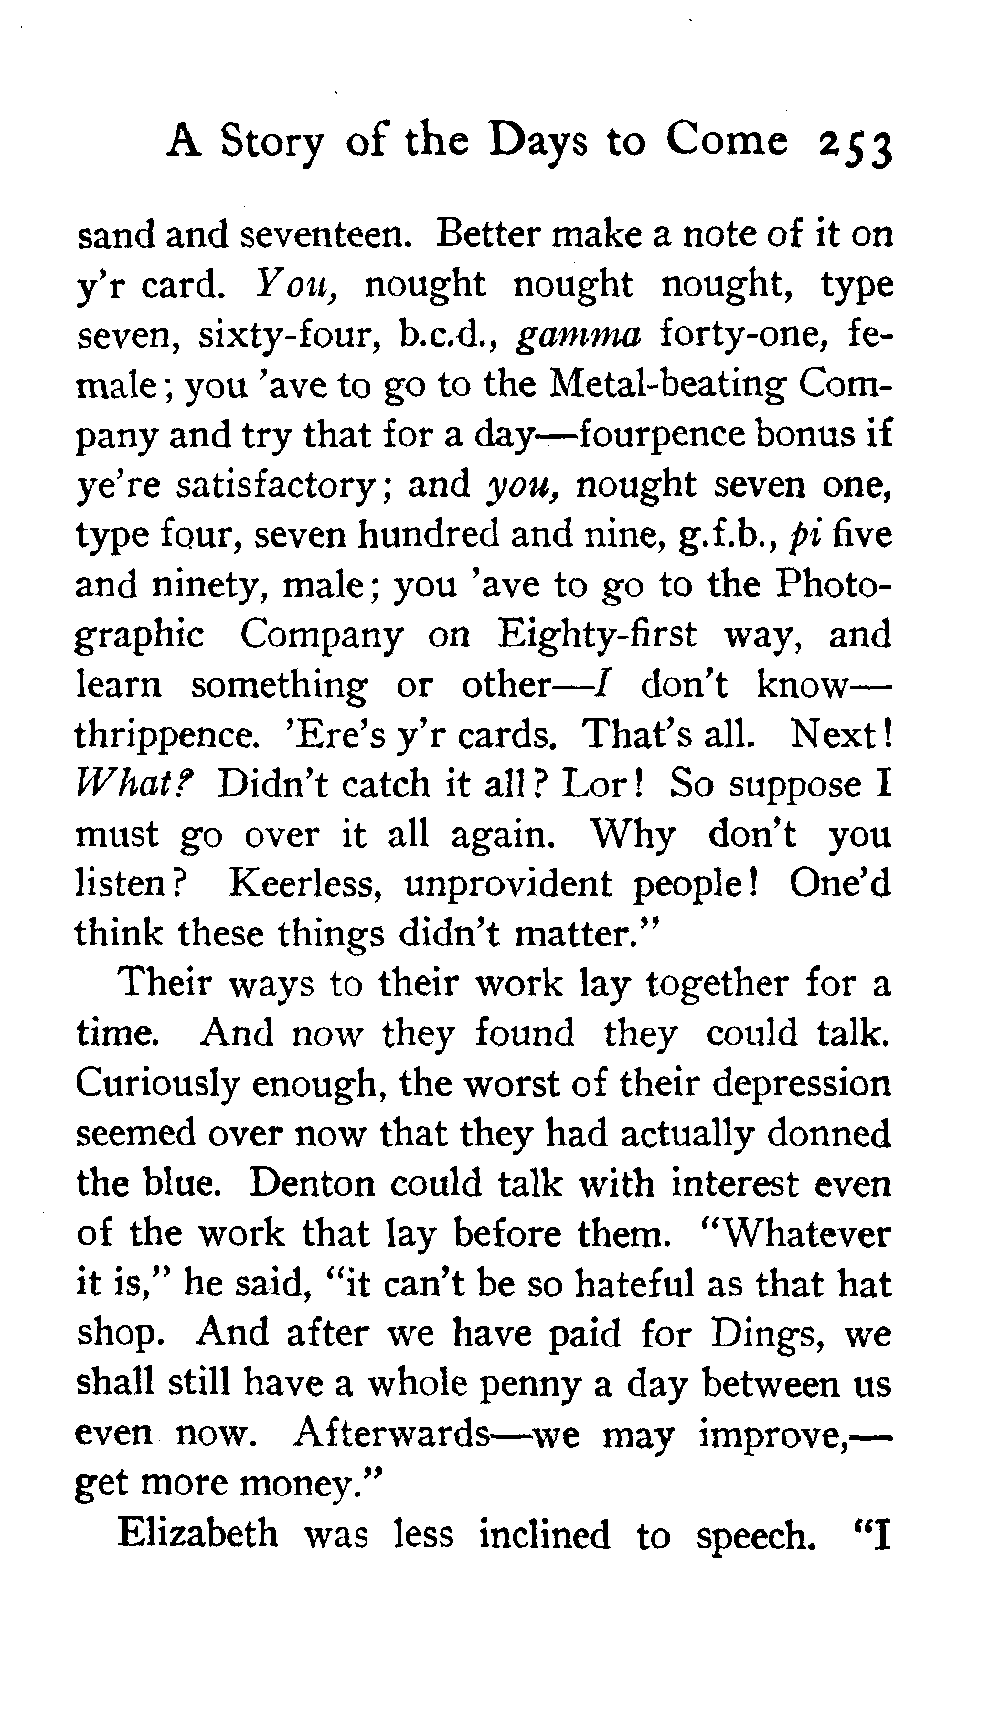 A Story of the Days to Come 253
sand and seventeen. Better make a note of it on
y'r card. You, nought nought nought, type
seven, sixty-four, b.c.d., gamma forty-one, fe-
male; you 'ave to go to the Metal-beating Com-
pany and try that for a day—fourpence bonus if
ye're satisfactory; and you, nought seven one,
type four, seven hundred and nine, g.f.b., pi five
and ninety, male; you 'ave to go to the Photo-
graphic Company on Eighty-first way, and
learn something or other—I don't know—
thrippence. 'Ere's y'r cards. That's all. Next!
What? Didn't catch it all? Lor! So suppose I
must go over it all again. Why don't you
listen? Keerless, unprovident people! One'd
think these things didn't matter."
Their ways to their work lay together for a
time. And now they found they could talk.
Curiously enough, the worst of their depression
seemed over now that they had actually donned
the blue. Denton could talk with interest even
of the work that lay before them. "Whatever
it is," he said, "it can't be so hateful as that hat
shop. And after we have paid for Dings, we
shall still have a whole penny a day between us
even now. Afterwards—we may improve,—
get more money."
Elizabeth was less inclined to speech. "I